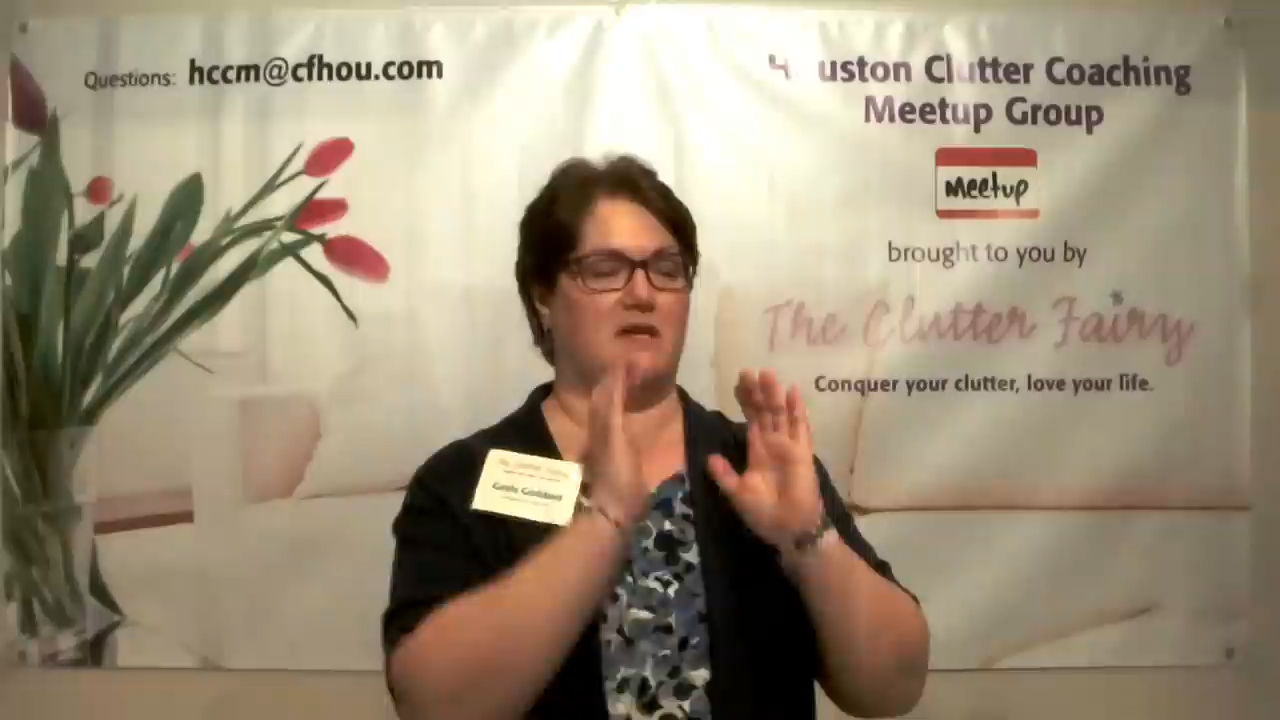 Questions: hccm@cfhou.com
Houston Clutter Coaching
Meetup Group
meetup
brought to you by
The Clutter Fairy
Conquer your clutter, love your life.